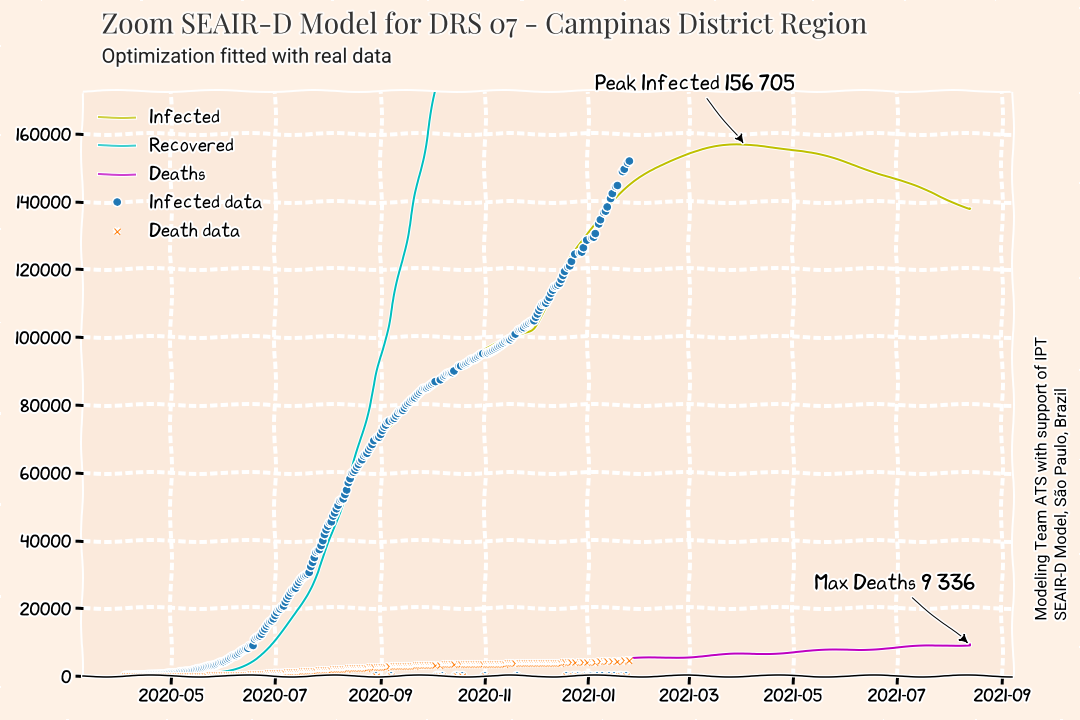 Zoom SEAIR-D Model for DRS 07 - Campinas District Region
Optimization fitted with real data
Peak Infected 156 705
Infected
Recovered
Deaths
Infected data
Death data
160000
140000
120000
100000
80000
60000
40000
20000
0
Max Deaths 9 336
2020-05
2020-07
2020-09
2020-11
2021-01
2021-03
2021-05
2021-07
2021-09
Modeling Team ATS with support of IPT
SEAIR-D Model, São Paulo, Brazil